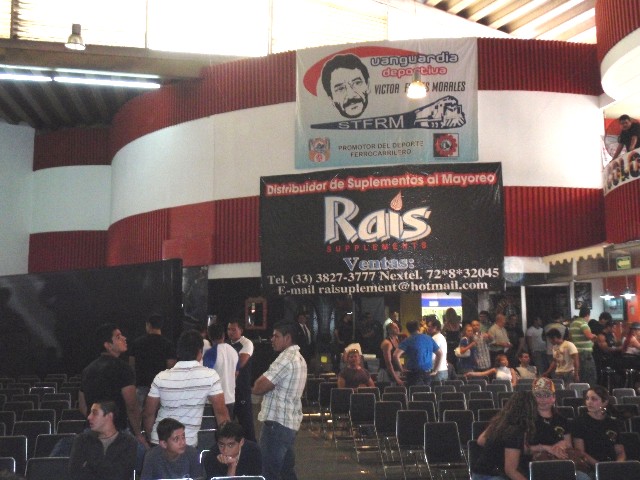 vanguardia
deportiva
VICTOR FLORES MORALES
STFRM
PROMOTOR DEL DEPORTE
FERROCARRILERO
Distribuidor de Suplementos al Mayoreo
Rais
SUPPLEMENTS
Ventas:
Tel. (33) 3827-3777 Nextel. 72*8*32045
E-mail raisuplement@hotmail.com